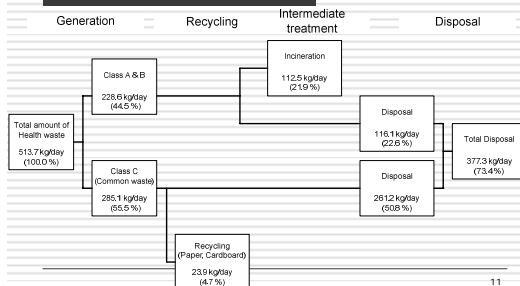 Generation
Recycling
Intermediate
treatment
Disposal
Incineration
112.5 kg/day
(21.9 %)
Class A & B
228.6 kg/day
(44.5 %)
Disposal
116.1 kg/day
(22.6 %)
Total amount of
Health waste
513.7 kg/day
(100.0 %)
Total Disposal
377.3 kg/day
(73.4%)
Class C
(Common waste)
285.1 kg/day
(55.5 %)
Disposal
261.2 kg/day
(50.8 %)
Recycling
(Paper, Cardboard)
23.9 kg/day
(4.7 %)
11